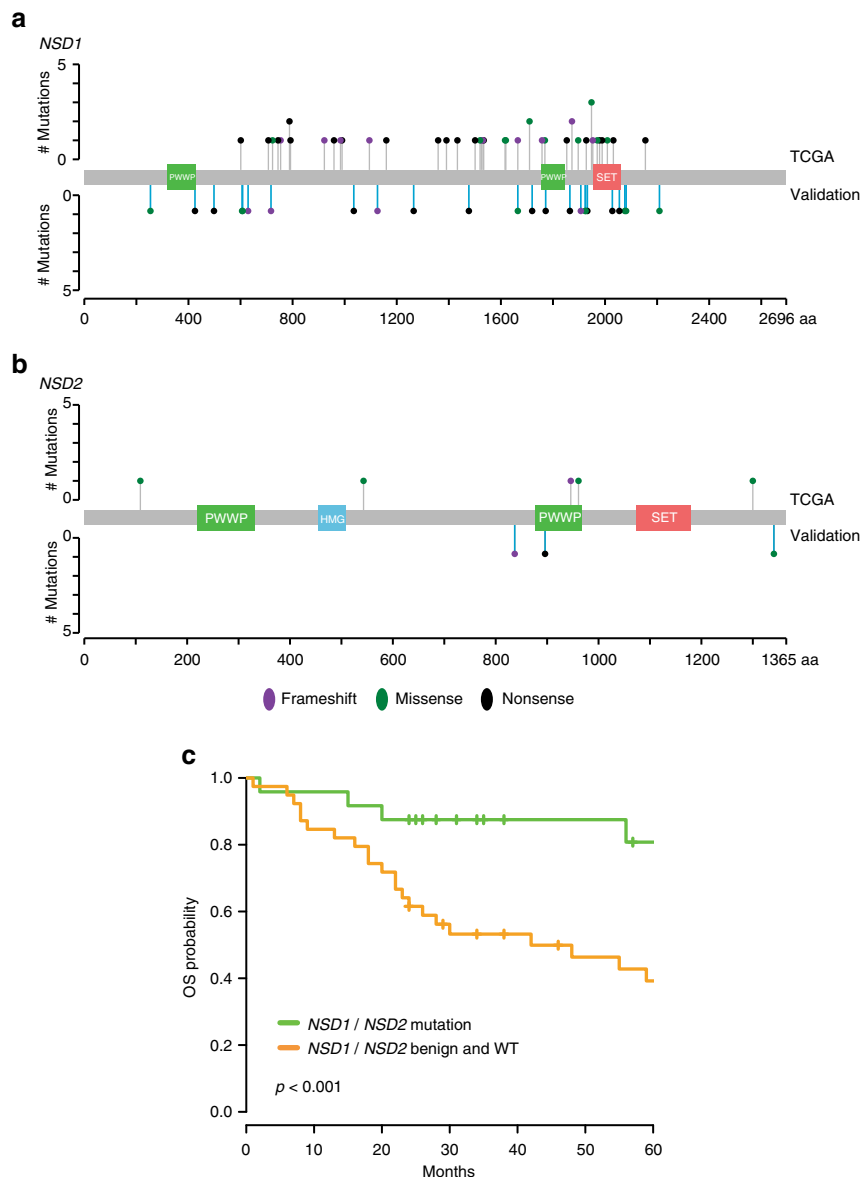 a
NSD1
# Mutations
5
0
PWWP
PWWP
SET
TCGA
Validation
# Mutations
0
5
0 400 800 1200 1600 2000 2400 2696 aa
b
NSD2
# Mutations
5
0
PWWP
HMG
PWWP
SET
TCGA
Validation
# Mutations
0
5
0 200 400 600 800 1000 1200 1365 aa
Frameshift Missense Nonsense
c
OS probability
1.0
0.8
0.6
0.4
0.2
0.0
NSD1 / NSD2 mutation
NSD1 / NSD2 benign and WT
p < 0.001
0 10 20 30 40 50 60
Months